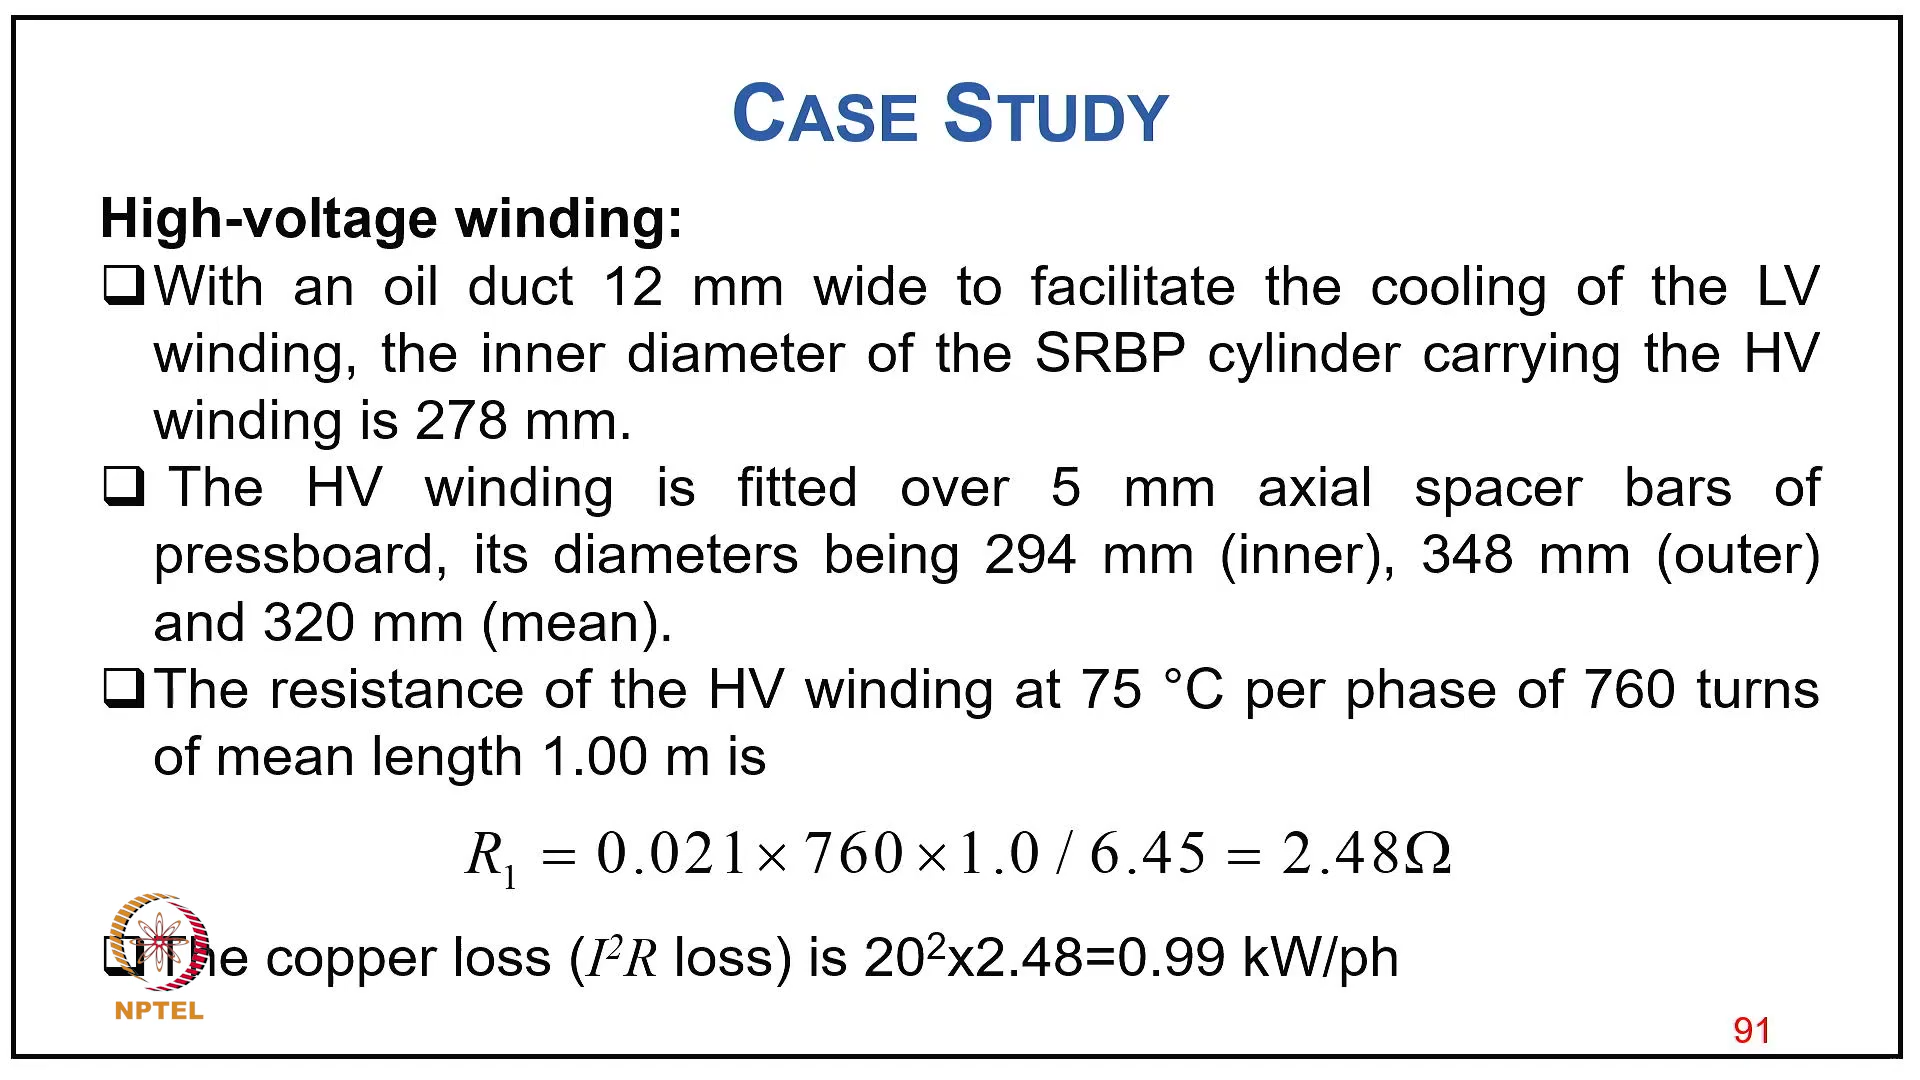 CASE STUDY
High-voltage winding:
❑With an oil duct 12 mm wide to facilitate the cooling of the LV
winding, the inner diameter of the SRBP cylinder carrying the HV
winding is 278 mm.
❑ The HV winding is fitted over 5 mm axial spacer bars of
pressboard, its diameters being 294 mm (inner), 348 mm (outer)
and 320 mm (mean).
❑The resistance of the HV winding at 75 °C per phase of 760 turns
of mean length 1.00 m is
R₁ = 0.021× 760 ×1.0 / 6.45 = 2.48Ω
❑The copper loss (I²R loss) is 20²x2.48=0.99 kW/ph
NPTEL
91